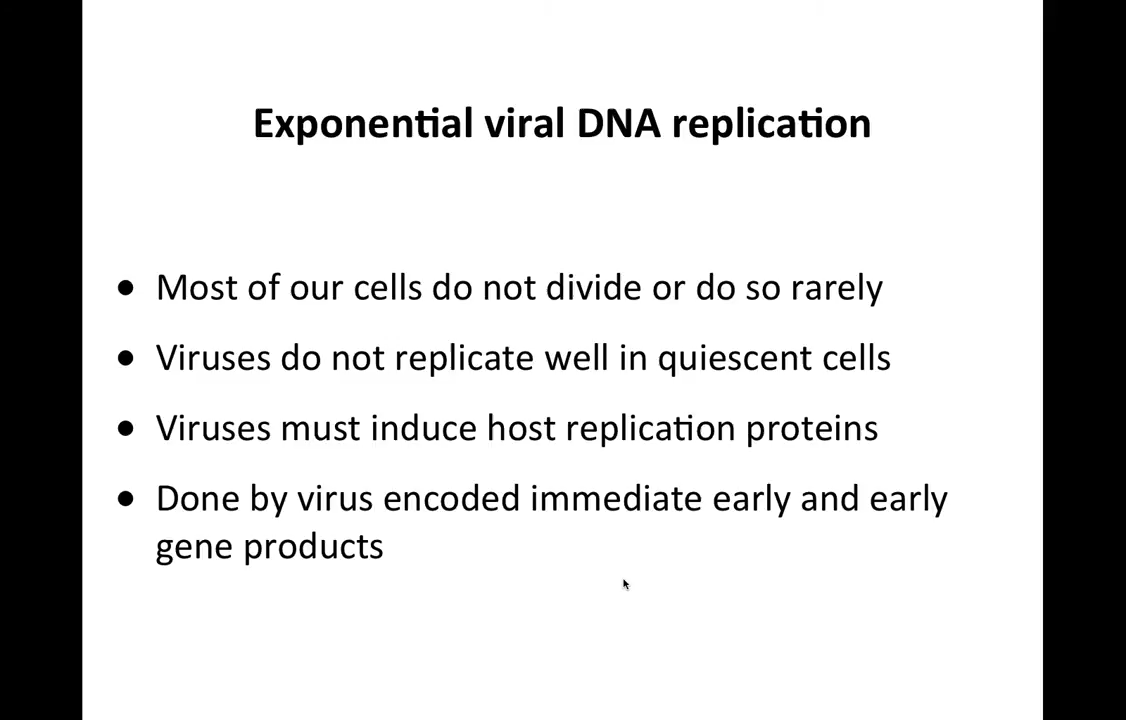 Exponential viral DNA replication
● Most of our cells do not divide or do so rarely
● Viruses do not replicate well in quiescent cells
● Viruses must induce host replication proteins
● Done by virus encoded immediate early and early
gene products